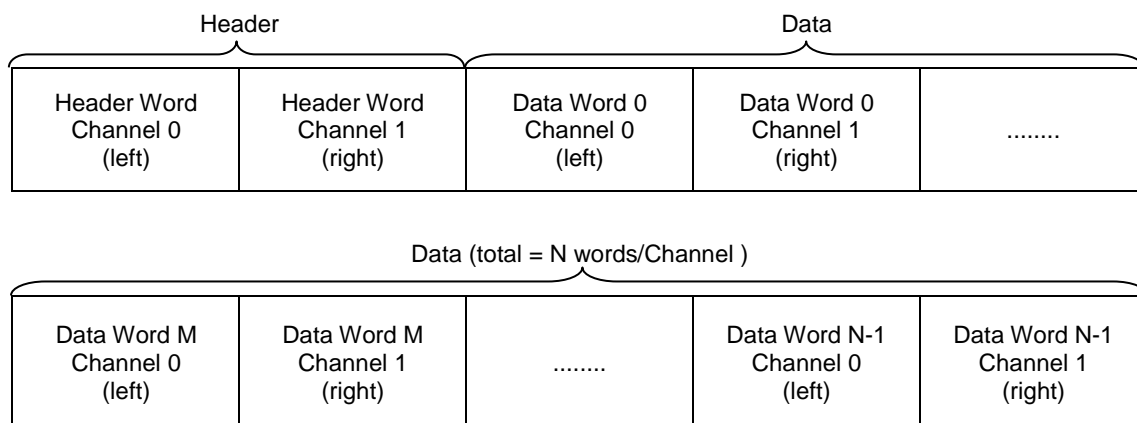 Header
Data
Header Word
Channel 0
(left)
Header Word
Channel 1
(right)
Data Word 0
Channel 0
(left)
Data Word 0
Channel 1
(right)
........
Data (total = N words/Channel )
Data Word M
Channel 0
(left)
Data Word M
Channel 1
(right)
........
Data Word N-1
Channel 0
(left)
Data Word N-1
Channel 1
(right)